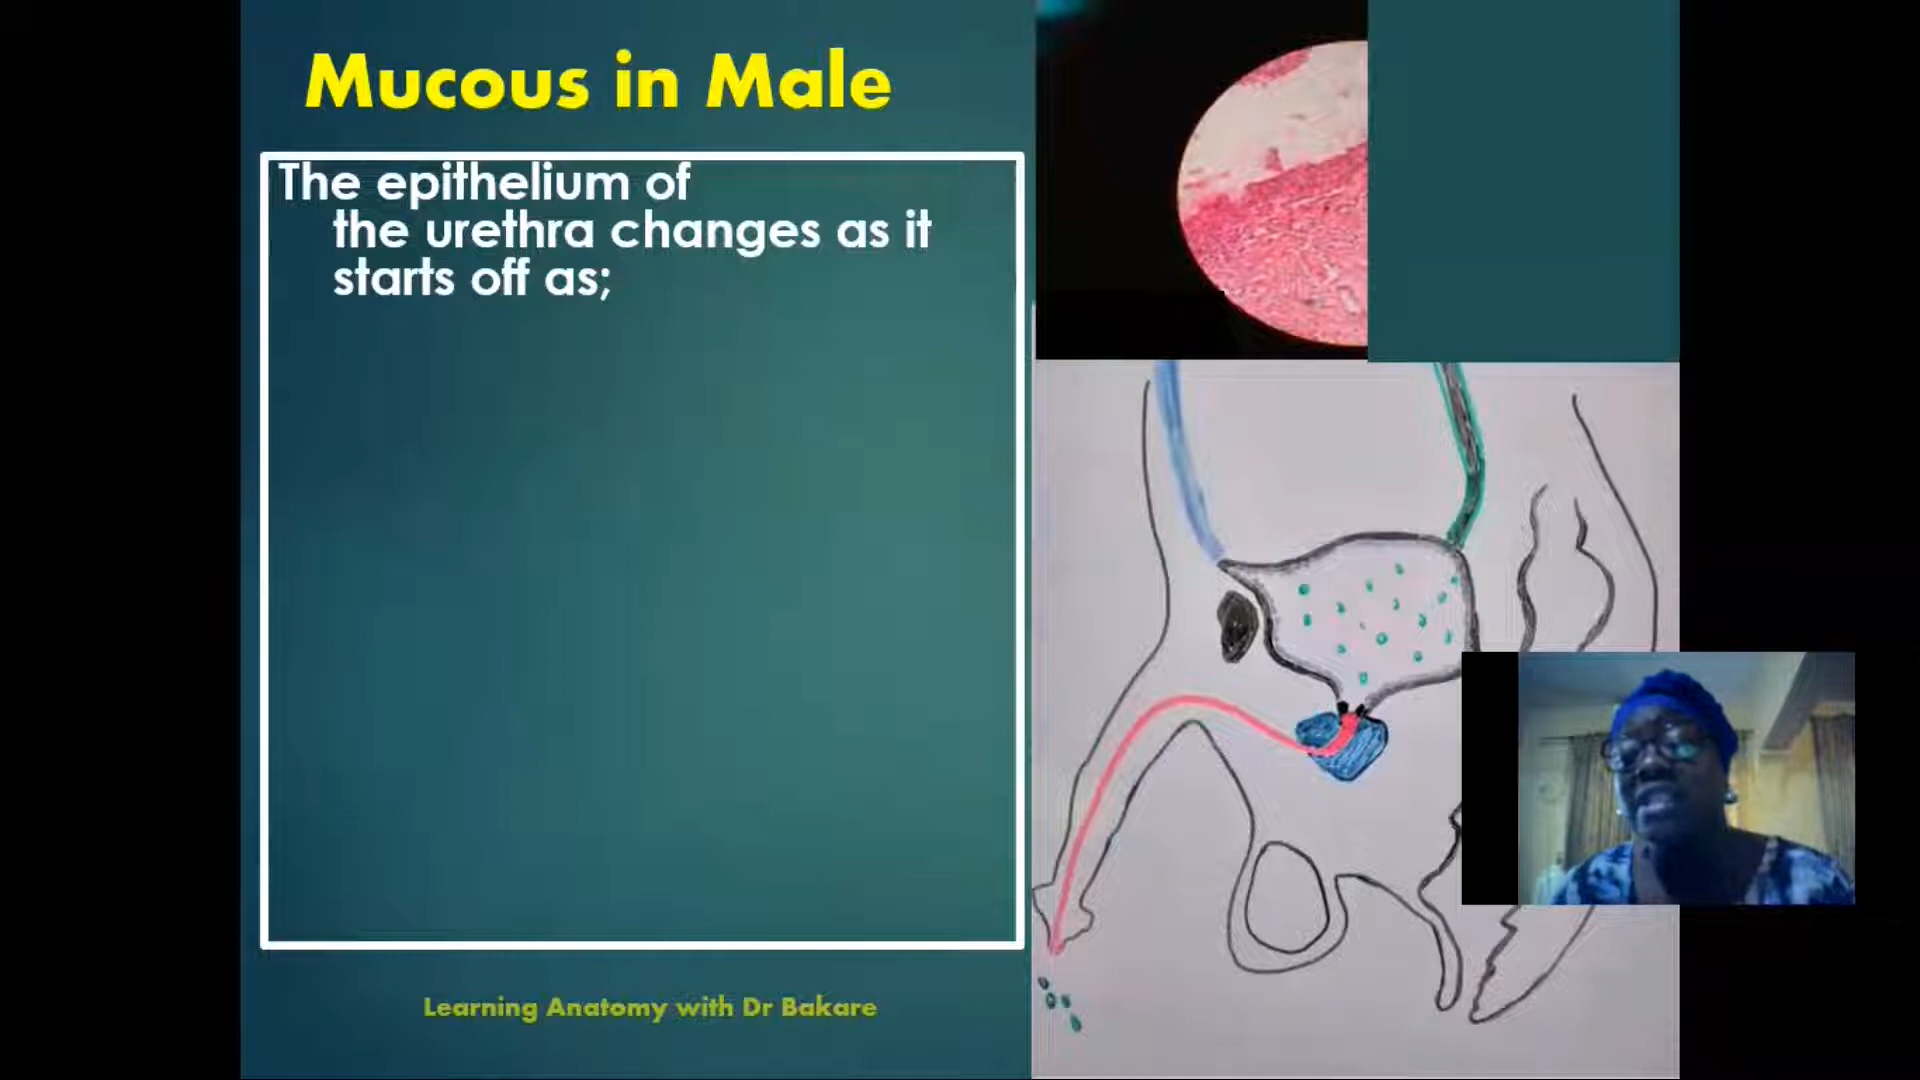 Mucous in Male
The epithelium of
the urethra changes as it
starts off as;
Learning Anatomy with Dr Bakare